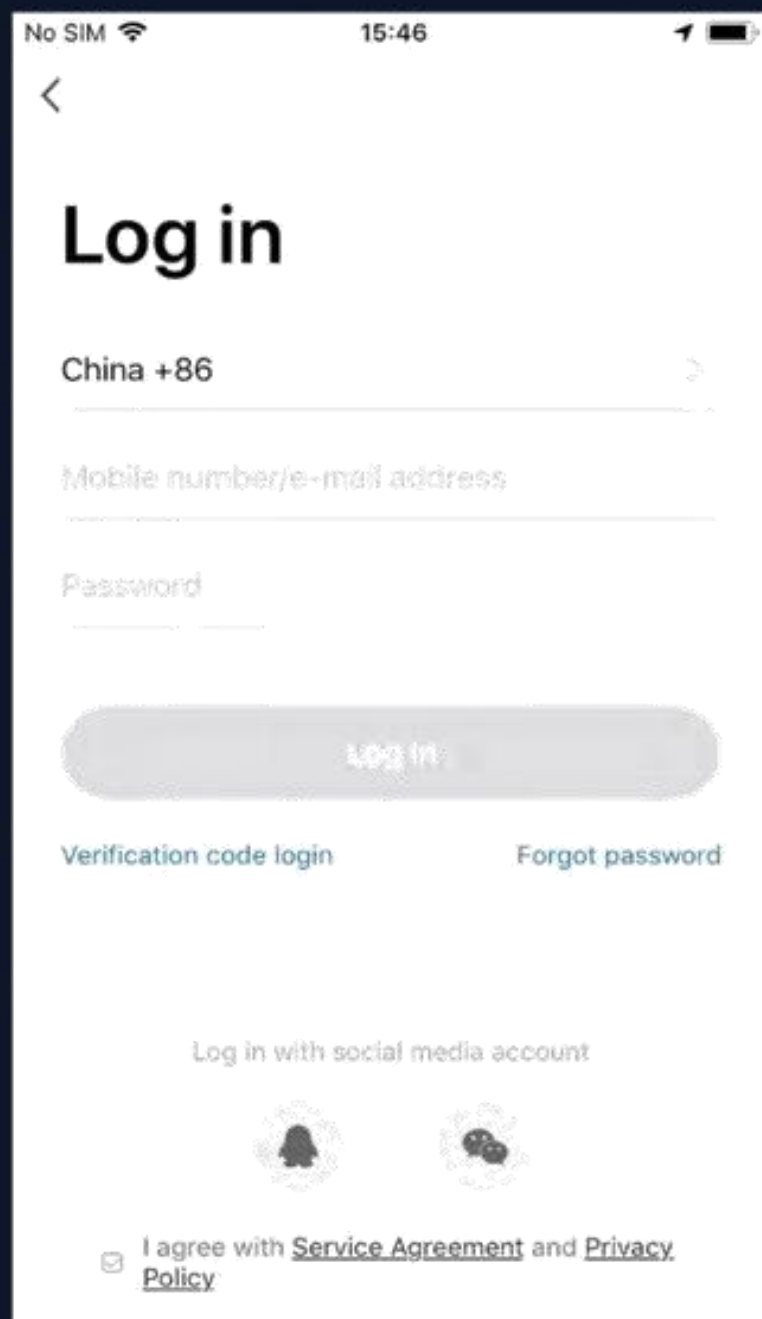 No SIM 15:46
Log in
China +86
Mobile number/e-mail address
Password
Log in
Verification code login Forgot password
Log in with social media account
I agree with Service Agreement and Privacy
Policy